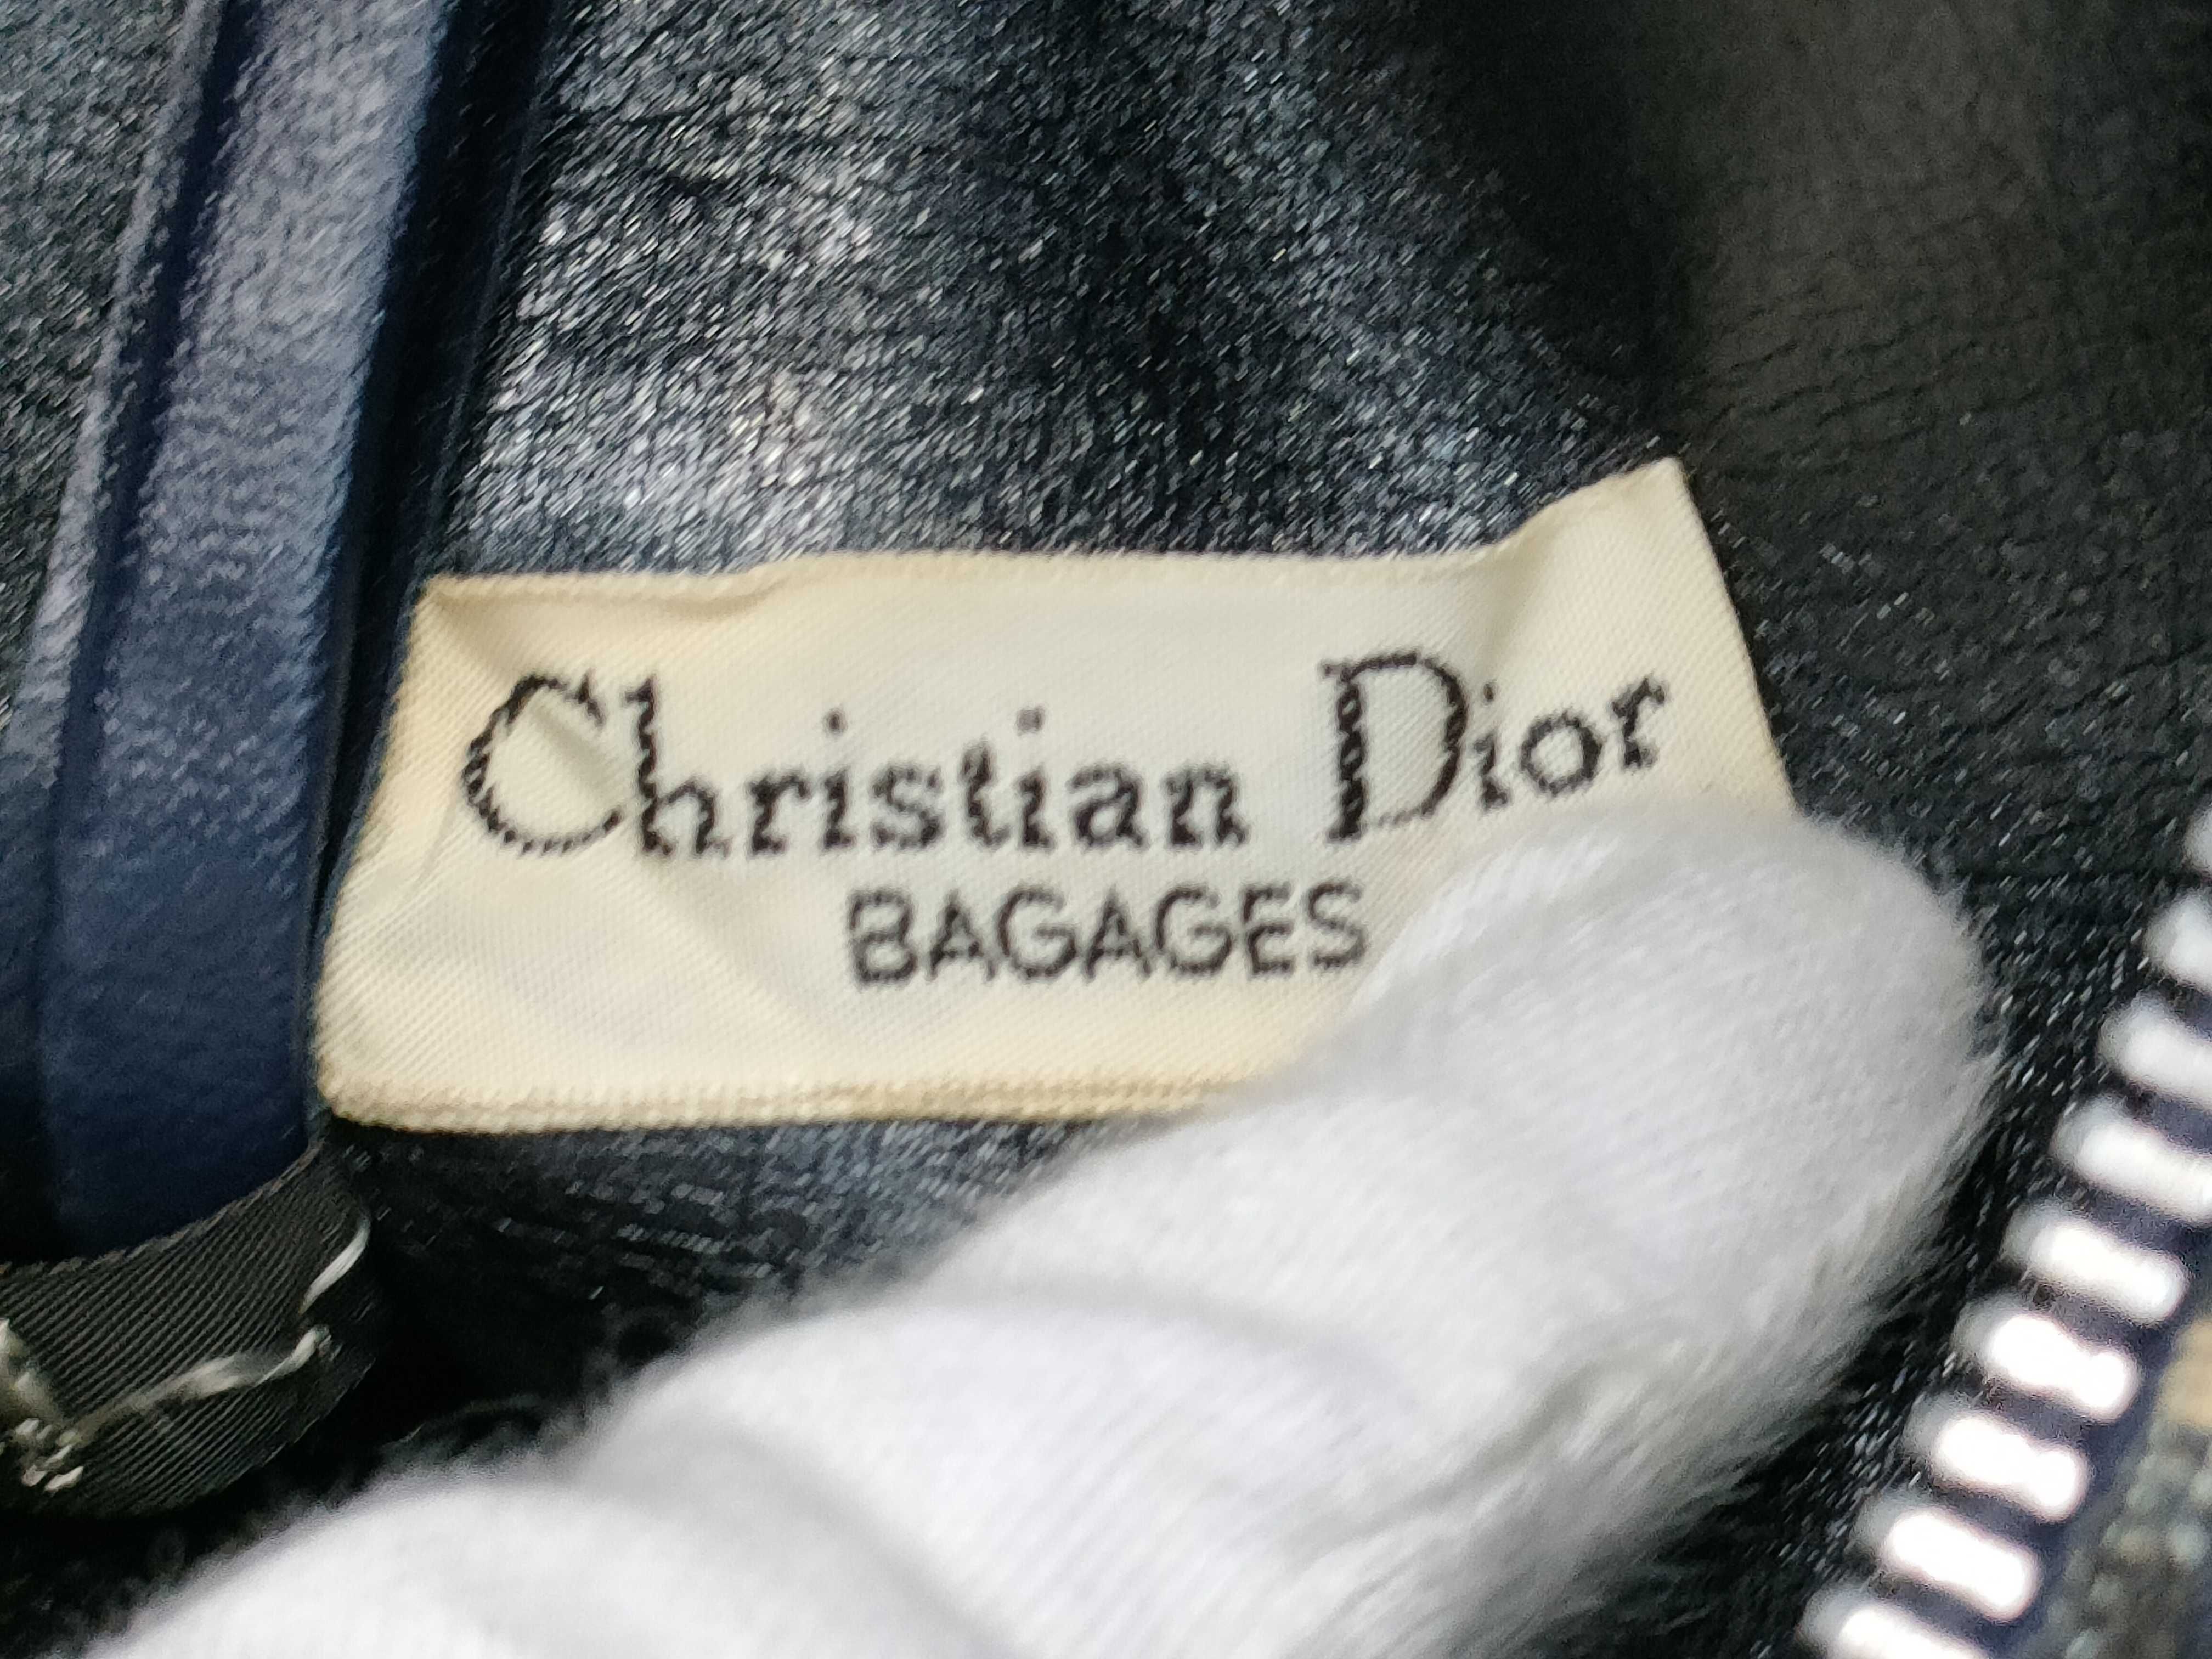 Christian Dior
BAGAGES